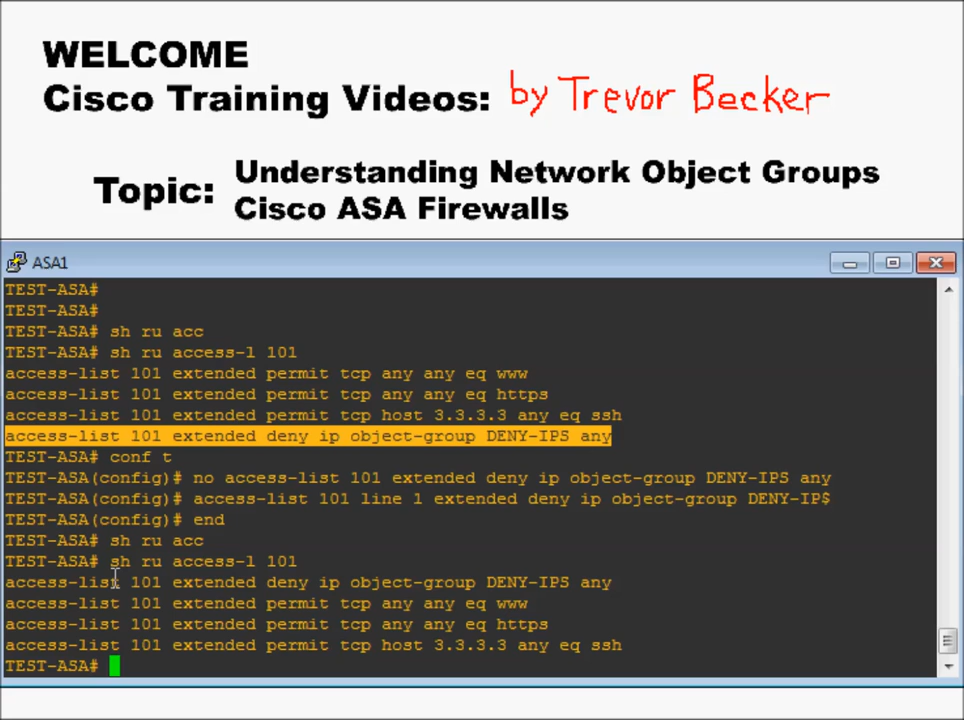 WELCOME
Cisco Training Videos: by Trevor Becker
Topic: Understanding Network Object Groups
Cisco ASA Firewalls
ASA1
TEST-ASA#
TEST-ASA#
TEST-ASA# sh ru acc
TEST-ASA# sh ru access-l 101
access-list 101 extended permit tcp any any eq www
access-list 101 extended permit tcp any any eq https
access-list 101 extended permit tcp host 3.3.3.3 any eq ssh
access-list 101 extended deny ip object-group DENY-IPS any
TEST-ASA# conf t
TEST-ASA(config)# no access-list 101 extended deny ip object-group DENY-IPS any
TEST-ASA(config)# access-list 101 line 1 extended deny ip object-group DENY-IP$
TEST-ASA(config)# end
TEST-ASA# sh ru acc
TEST-ASA# sh ru access-l 101
access-list 101 extended deny ip object-group DENY-IPS any
access-list 101 extended permit tcp any any eq www
access-list 101 extended permit tcp any any eq https
access-list 101 extended permit tcp host 3.3.3.3 any eq ssh
TEST-ASA#